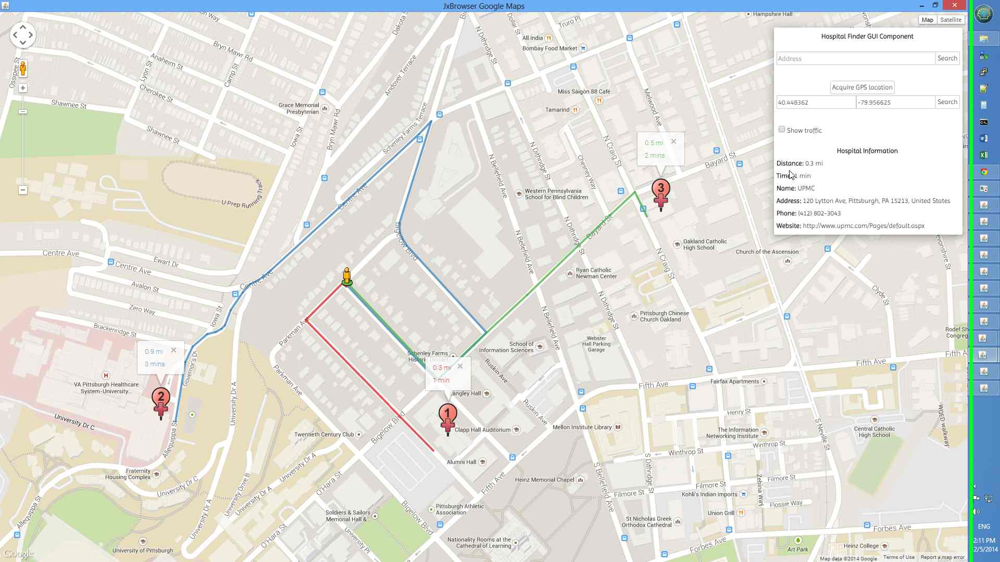 JxBrowser Google Maps
Map
Satellite
Hospital Finder GUI Component
Address
Search
Acquire GPS location
40.448362
-79.956625
Search
Show traffic
Hospital Information
Distance: 0.3 mi
min
Name: UPMC
Address: 120 Lytton Ave, Pittsburgh, PA 15213, United States
Phone: (412) 802-3043
Website: http://www.upmc.com/Pages/default.aspx
Hampshire Hall
Truro Pl
Dollar St
Dakota
N Dithridge St
All India
Bombay Food Market
Bryn Mawr Rd
Anaheim St
Lyon St
Camp St
Cherokee St
Ossipee St
Andover Terrace
Miss Saigon 88 Café
Tamarind
Melwood Ave
Shawnee St
Grace Memorial
Presbyterian
Schenley Farms Terrace
Shawnee St
Iowa St
Bryn Mawr Rd
N Craig St
N Dithridge St
Chesney Way
0.5 mi
2 mins
Bayard St
N Bellefield Ave
3
U Prep Running Track
Centre Ave
Western Pennsylvania
School for Blind Children
Bigelow Blvd
Bayard St
N Dithridge St
N Bellefield Ave
Oakland Catholic
High School
Church of the Ascension
N Craig St
Centre Ave
Ewart Dr
Centre Ave
Centre Ave
Avalon St
Ryan Catholic
Newman Center
Clyde St
Zero Way
Iowa St
N Dithridge St
N Bellefield Ave
Pittsburgh Chinese
Church Oakland
Brackenridge St
Parkman Ave
Webster
Hall Parking
Garage
School of
Information Sciences
0.9 mi
3 mins
Governor's Dr
Schenley Farms
Ruskin Ave
Fifth Ave
Fifth A
0.3 mi
1 min
VA Pittsburgh Healthcare
System-University...
2
Parkman Ave
Langley Hall
Fifth Ave
Fairfax Apartments
University Dr A
University Dr C
Allequippa St
1
Ruskin Ave
Henry St
Clapp Hall Auditorium
Mellon Institute Library
The Information
Networking Institute
Central Catholic
High School
S Neville St
WQED walkway
Twentieth Century Club
Bigelow Blvd
Winthrop St
Winthrop St
Alumni Hall
S Dithridge St
S Bellefield Ave
Fraternity
Housing Complex
University Dr C
University Drive B
University Dr A
University Dr A
O'Hara St
Fifth Ave
Heinz Memorial Chapel
Filmore St
Filmore St
Filmore St
Kohli's Indian Imports
Zebina Way
Flossie Way
Allequippa St
University Dr A
Soldiers & Sailors
Memorial Hall &...
Bigelow Blvd
Pittsburgh Athletic
Association
Union Grill
St Nicholas Greek
Orthodox Cathedral
Forbes Ave
Forbes Ave
University of Pittsburgh
O'Hara St
University Pl
Nationality Rooms at the
Cathedral of Learning
Art Park
Heinz College
Google
Map data ©2014 Google
Terms of Use
Report a map error
ENG
2:11 PM
2/5/2014